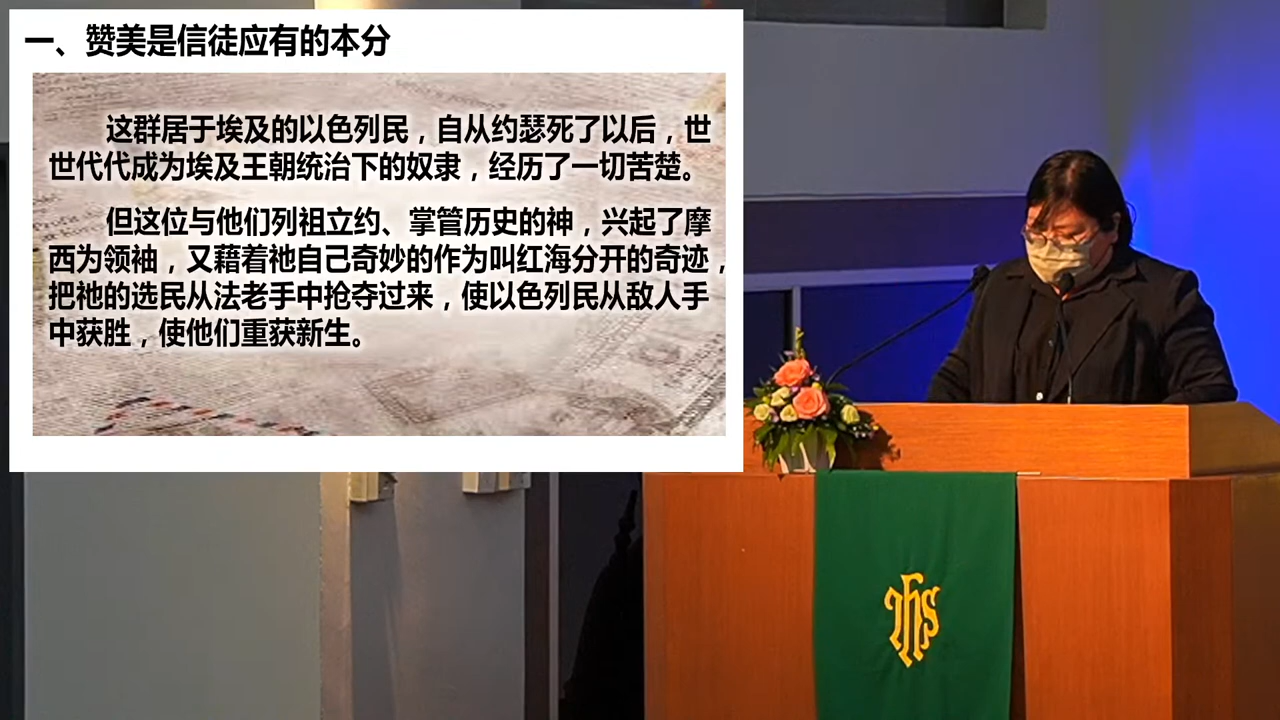 一、赞美是信徒应有的本分
这群居于埃及的以色列民，自从约瑟死了以后，世
世代代成为埃及王朝统治下的奴隶，经历了一切苦楚。
但这位与他们列祖立约、掌管历史的神，兴起了摩
西为领袖，又藉着祂自己奇妙的作为叫红海分开的奇迹，
把祂的选民从法老手中抢夺过来，使以色列民从敌人手
中获胜，使他们重获新生。
IHS